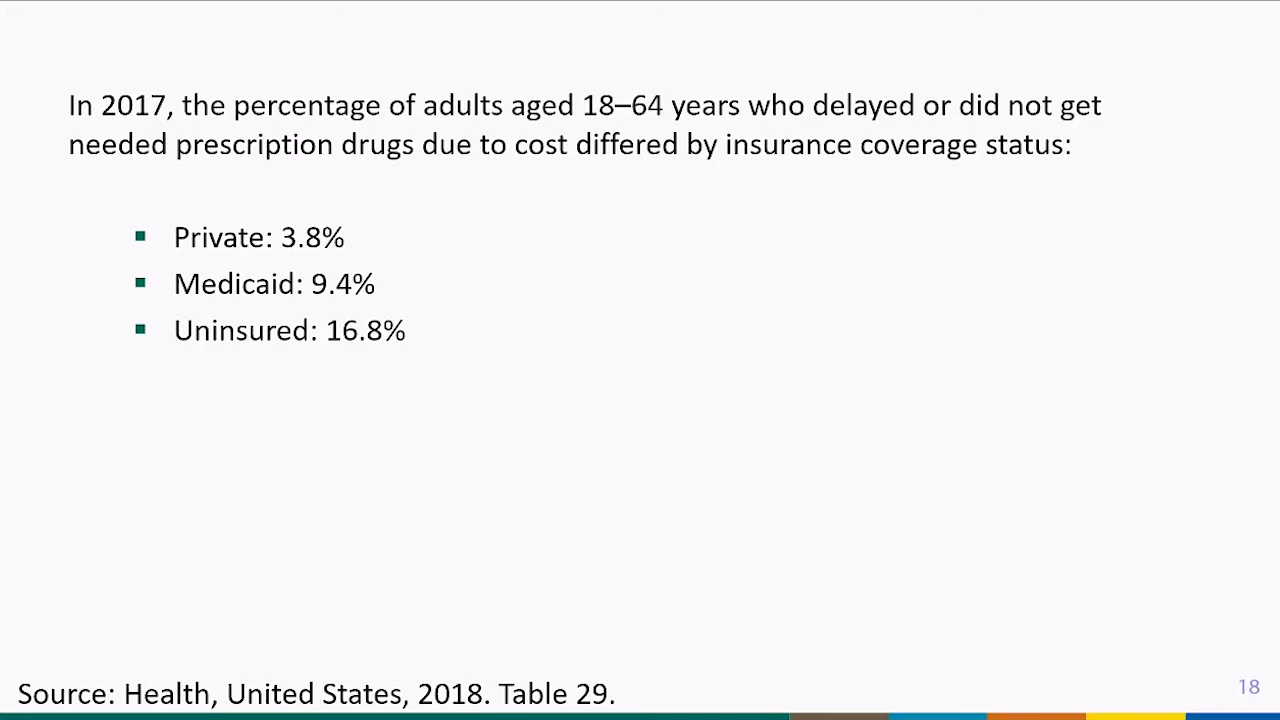 In 2017, the percentage of adults aged 18–64 years who delayed or did not get
needed prescription drugs due to cost differed by insurance coverage status:
Private: 3.8%
Medicaid: 9.4%
Uninsured: 16.8%
Source: Health, United States, 2018. Table 29.
18